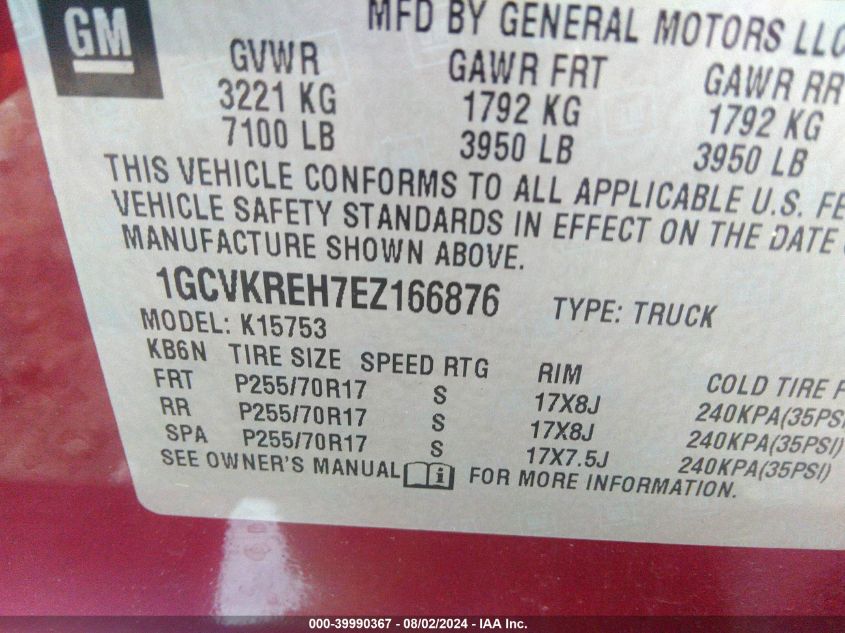 GM
MFD BY GENERAL MOTORS LLC
GVWR GAWR FRT GAWR RR
3221 KG 1792 KG 1792 KG
7100 LB 3950 LB 3950 LB
THIS VEHICLE CONFORMS TO ALL APPLICABLE U.S. FE
VEHICLE SAFETY STANDARDS IN EFFECT ON THE DATE
MANUFACTURE SHOWN ABOVE.
1GCVKREH7EZ166876 TYPE: TRUCK
MODEL: K15753
KB6N TIRE SIZE SPEED RTG RIM COLD TIRE P
FRT P255/70R17 S 17X8J 240KPA(35PSI
RR P255/70R17 S 17X8J 240KPA(35PSI)
SPA P255/70R17 S 17X7.5J 240KPA(35PSI)
SEE OWNER'S MANUAL i FOR MORE INFORMATION.
000-39990367 - 08/02/2024 - IAA Inc.